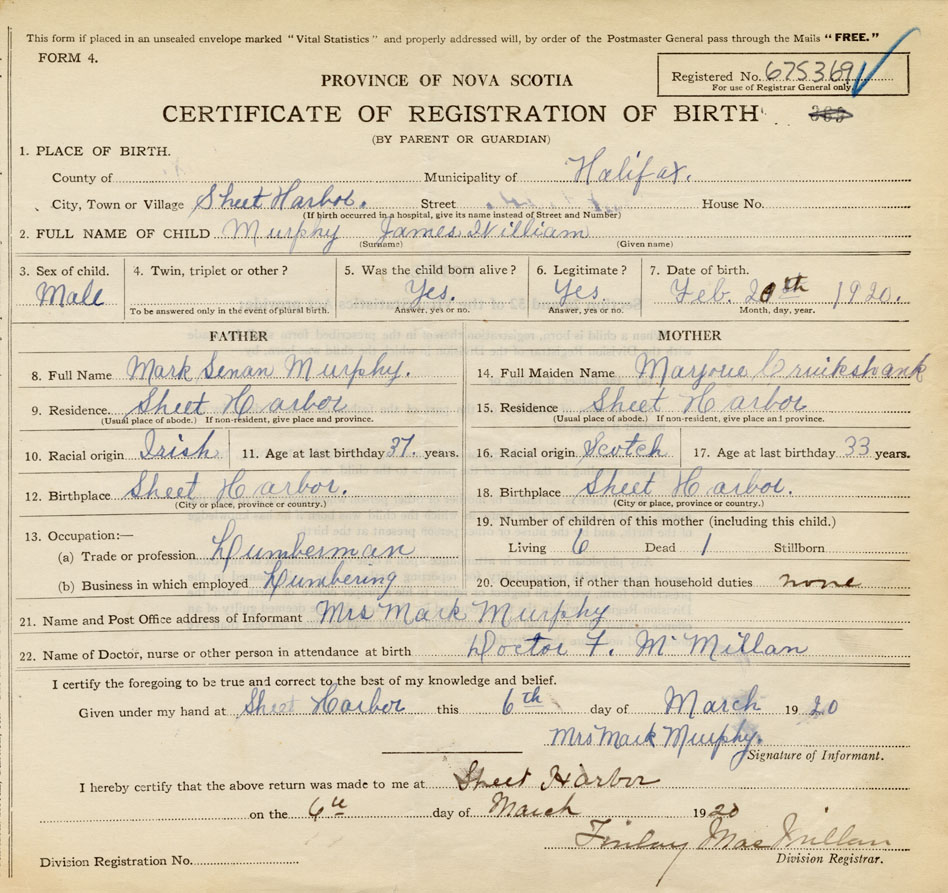 This form if placed in an unsealed envelope marked "Vital Statistics" and properly addressed will, by order of the Postmaster General pass through the Mails "FREE."
FORM 4.
Registered No. 675369
For use of Registrar General only
PROVINCE OF NOVA SCOTIA
CERTIFICATE OF REGISTRATION OF BIRTH
(BY PARENT OR GUARDIAN)
1. PLACE OF BIRTH.
County of Municipality of Halifax.
City, Town or Village Sheet Harbor. Street House No.
(If birth occurred in a hospital, give its name instead of Street and Number)
2. FULL NAME OF CHILD Murphy James William
(Surname) (Given name)
3. Sex of child. 4. Twin, triplet or other? 5. Was the child born alive? 6. Legitimate? 7. Date of birth.
Male Yes. Yes. Feb. 20th 1920.
To be answered only in the event of plural birth. Answer, yes or no. Answer, yes or no. Month, day, year.
FATHER MOTHER
8. Full Name Mark Senan Murphy. 14. Full Maiden Name Marjorie Cruikshank
9. Residence. Sheet Harbor 15. Residence Sheet Harbor
(Usual place of abode.) If non-resident, give place and province. (Usual place of abode.) If non-resident, give place and province.
10. Racial origin Irish 11. Age at last birthday 37. years. 16. Racial origin Scotch 17. Age at last birthday 33 years.
12. Birthplace Sheet Harbor. 18. Birthplace Sheet Harbor.
(City or place, province or country.) (City or place, province or country.)
13. Occupation:— 19. Number of children of this mother (including this child.)
(a) Trade or profession Lumberman Living 6 Dead 1 Stillborn
(b) Business in which employed Lumbering 20. Occupation, if other than household duties none
21. Name and Post Office address of Informant Mrs Mark Murphy
22. Name of Doctor, nurse or other person in attendance at birth Doctor F. McMillan
I certify the foregoing to be true and correct to the best of my knowledge and belief.
Given under my hand at Sheet Harbor this 6th day of March 1920
Mrs Mark Murphy.
Signature of Informant.
I hereby certify that the above return was made to me at Sheet Harbor
on the 6th day of March 1920
Finlay MacMillan
Division Registration No. Division Registrar.